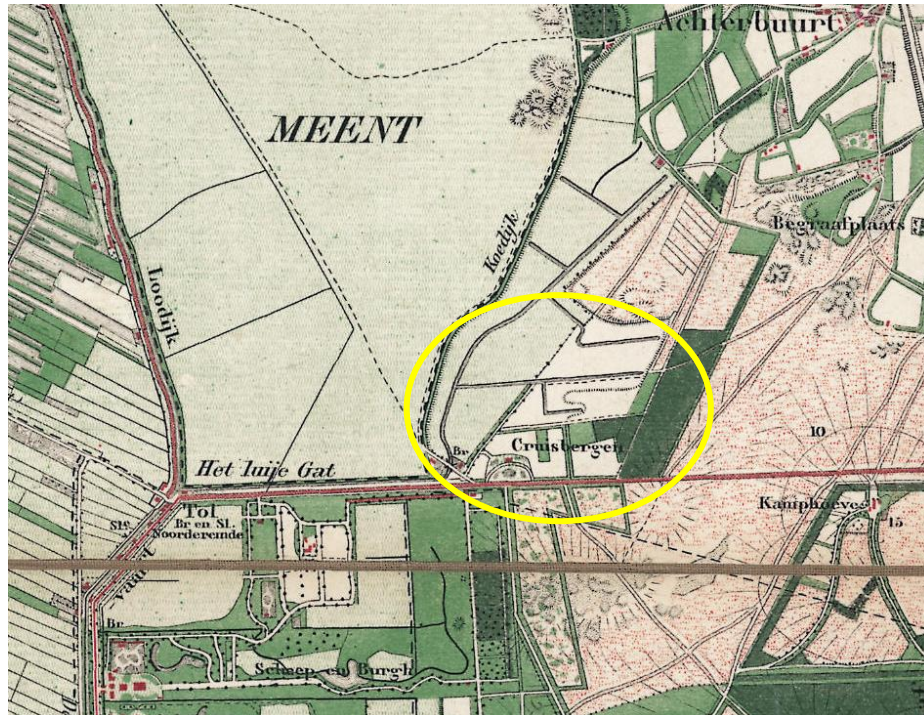 Achterbuurt
MEENT
Koedijk
Begraafplaats
Loodijk
10
Cruisbergen
Br
Het luije Gat
Kamphoeve
Tol
Br en Sl.
Noordereinde
15
vaart
Br
Schaep en Burgh